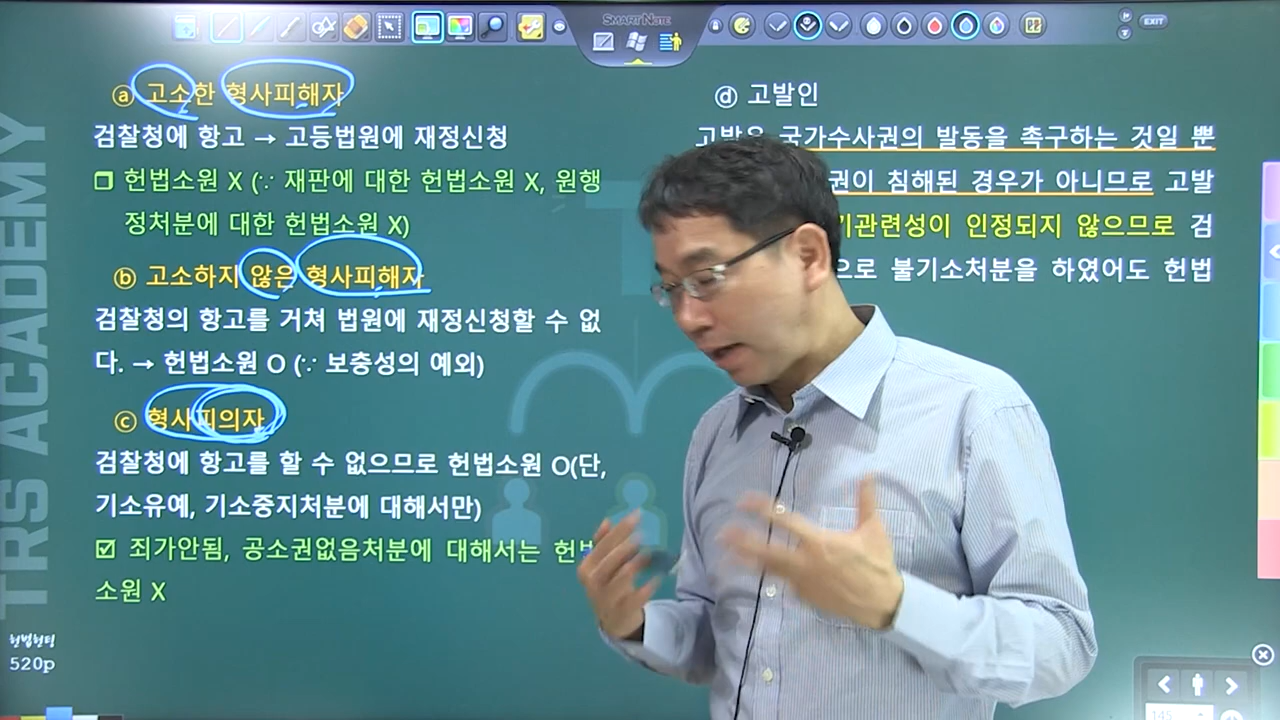 SMART NOTE
EXIT
ⓐ 고소한 형사피해자
검찰청에 항고 → 고등법원에 재정신청
❐ 헌법소원 X (∵ 재판에 대한 헌법소원 X, 원행
정처분에 대한 헌법소원 X)
ⓑ 고소하지 않은 형사피해자
검찰청의 항고를 거쳐 법원에 재정신청할 수 없
다. → 헌법소원 O (∵ 보충성의 예외)
ⓒ 형사피의자
검찰청에 항고를 할 수 없으므로 헌법소원 O(단,
기소유예, 기소중지처분에 대해서만)
☑ 죄가안됨, 공소권없음처분에 대해서는 헌법
소원 X
ⓓ 고발인
고발은 국가수사권의 발동을 촉구하는 것일 뿐
권이 침해된 경우가 아니므로 고발
기관련성이 인정되지 않으므로 검
으로 불기소처분을 하였어도 헌법
TRS ACADEMY
헌법헌터
520p
145